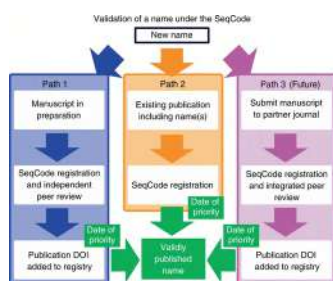 Validation of a name under the SeqCode
New name
Path 1
Manuscript in
preparation
SeqCode registration
and independent
peer review
Date of
priority
Publication DOI
added to registry
Path 2
Existing publication
including name(s)
SeqCode registration
Date of
priority
Validly
published
name
Path 3 (Future)
Submit manuscript
to partner journal
SeqCode registration
and integrated peer
review
Date of
priority
Publication DOI
added to registry